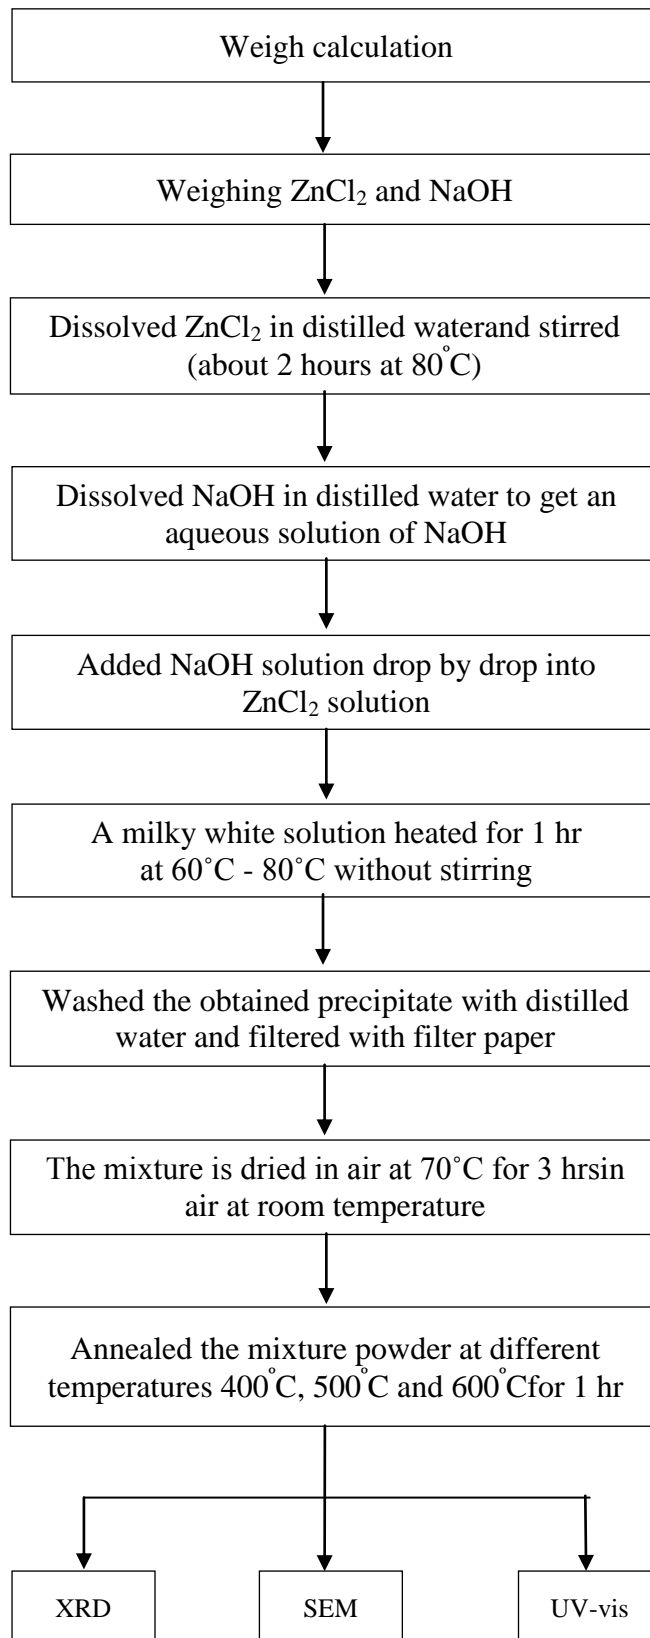 Weigh calculation
Weighing ZnCl₂ and NaOH
Dissolved ZnCl₂ in distilled waterand stirred
(about 2 hours at 80°C)
Dissolved NaOH in distilled water to get an
aqueous solution of NaOH
Added NaOH solution drop by drop into
ZnCl₂ solution
A milky white solution heated for 1 hr
at 60˚C - 80˚C without stirring
Washed the obtained precipitate with distilled
water and filtered with filter paper
The mixture is dried in air at 70˚C for 3 hrsin
air at room temperature
Annealed the mixture powder at different
temperatures 400°C, 500°C and 600°Cfor 1 hr
XRD SEM UV-vis